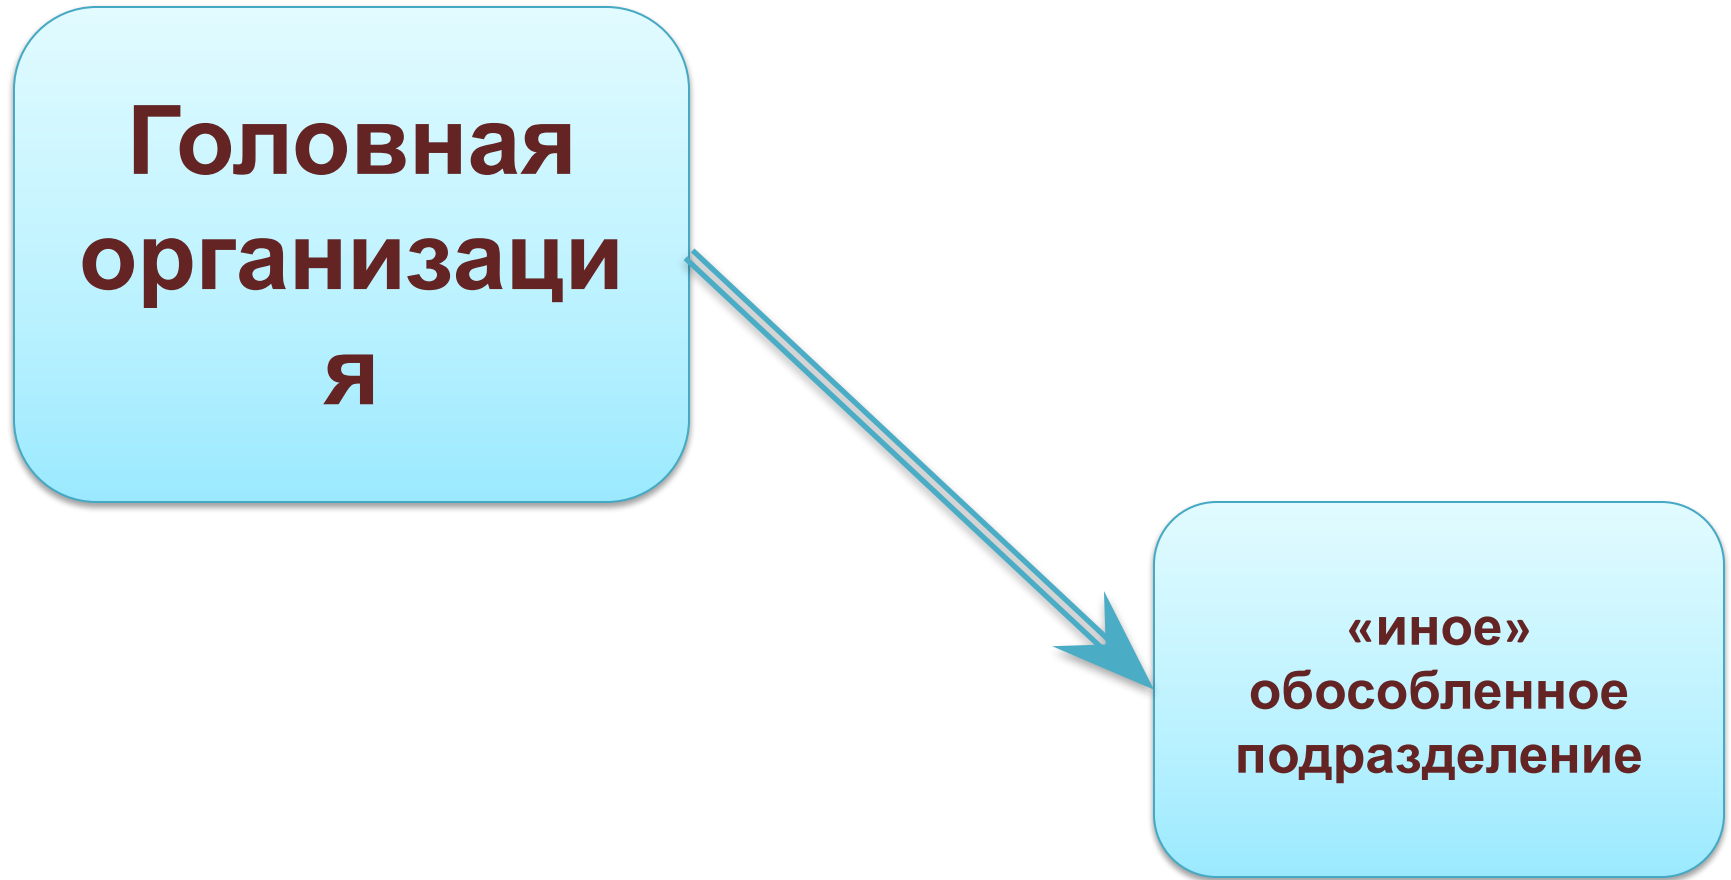 Головная
организаци
я
«иное»
обособленное
подразделение